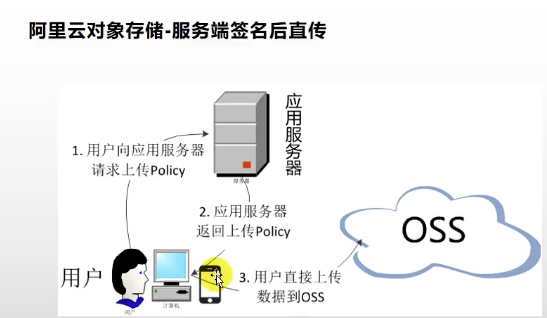 阿里云对象存储-服务端签名后直传
应用服务器
1. 用户向应用服务器
请求上传Policy
服务器
2. 应用服务器
返回上传Policy
OSS
用户
3. 用户直接上传
数据到OSS
用户
计算机